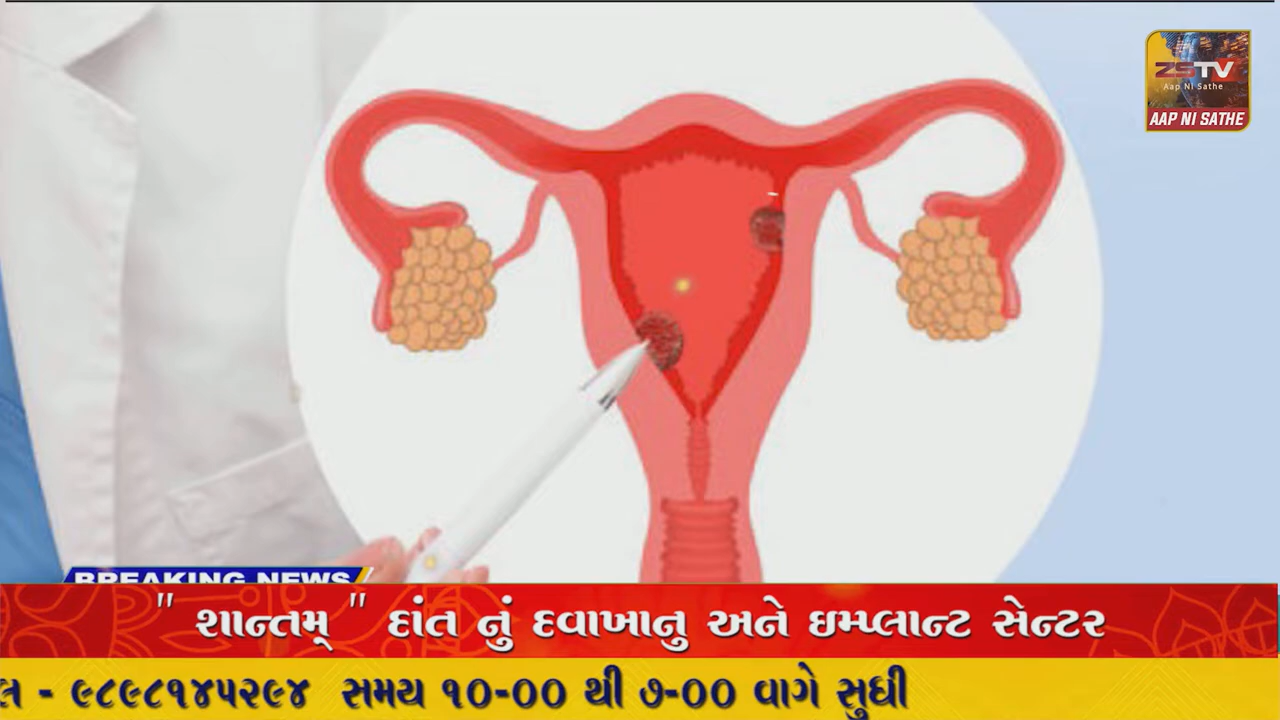 ZSTV
Aap Ni Sathe
AAP NI SATHE
BREAKING NEWS
" શાન્તમ્ " દાંત નું દવાખાનુ અને ઇમ્પ્લાન્ટ સેન્ટર
- ૯૮૯૮૧૪૫૨૯૪ સમય ૧૦-૦૦ થી ૭-૦૦ વાગે સુધી